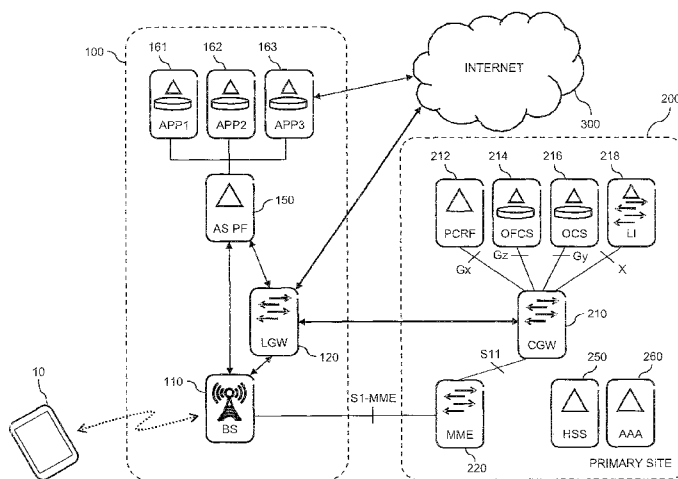 161
162
163
100
APP1
APP2
APP3
INTERNET
300
200
150
AS PF
212
214
216
218
PCRF
OFCS
OCS
LI
Gx
Gz
Gy
X
LGW
120
CGW
210
S11
10
110
BS
S1-MME
MME
220
250
260
HSS
AAA
PRIMARY SITE